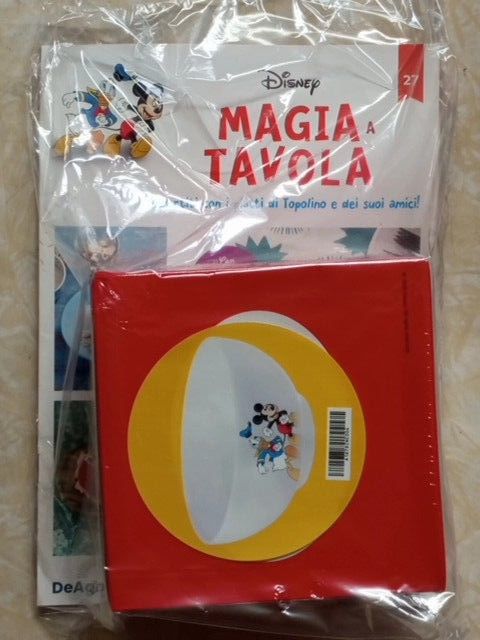 Disney
27
MAGIA A
TAVOLA
con i piatti di Topolino e dei suoi amici!
DeAg